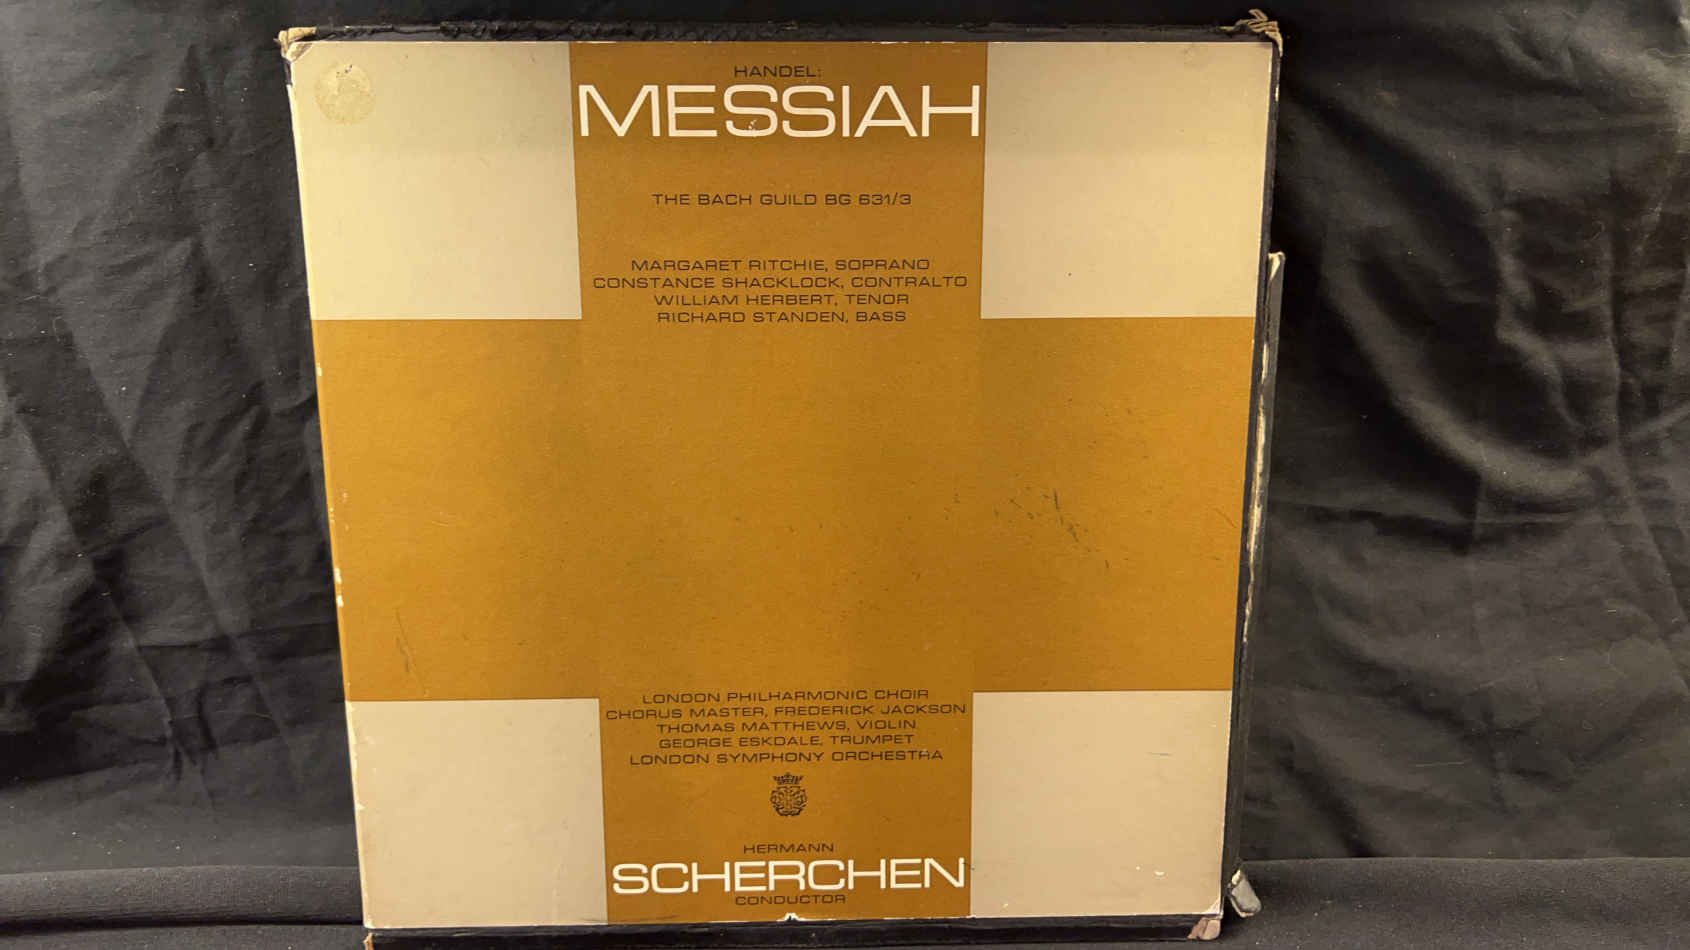 HANDEL:
MESSIAH
THE BACH GUILD BG 631/3
MARGARET RITCHIE, SOPRANO
CONSTANCE SHACKLOCK, CONTRALTO
WILLIAM HERBERT, TENOR
RICHARD STANDEN, BASS
LONDON PHILHARMONIC CHOIR
CHORUS MASTER, FREDERICK JACKSON
THOMAS MATTHEWS, VIOLIN
GEORGE ESKDALE, TRUMPET
LONDON SYMPHONY ORCHESTRA
HERMANN
SCHERCHEN
CONDUCTOR